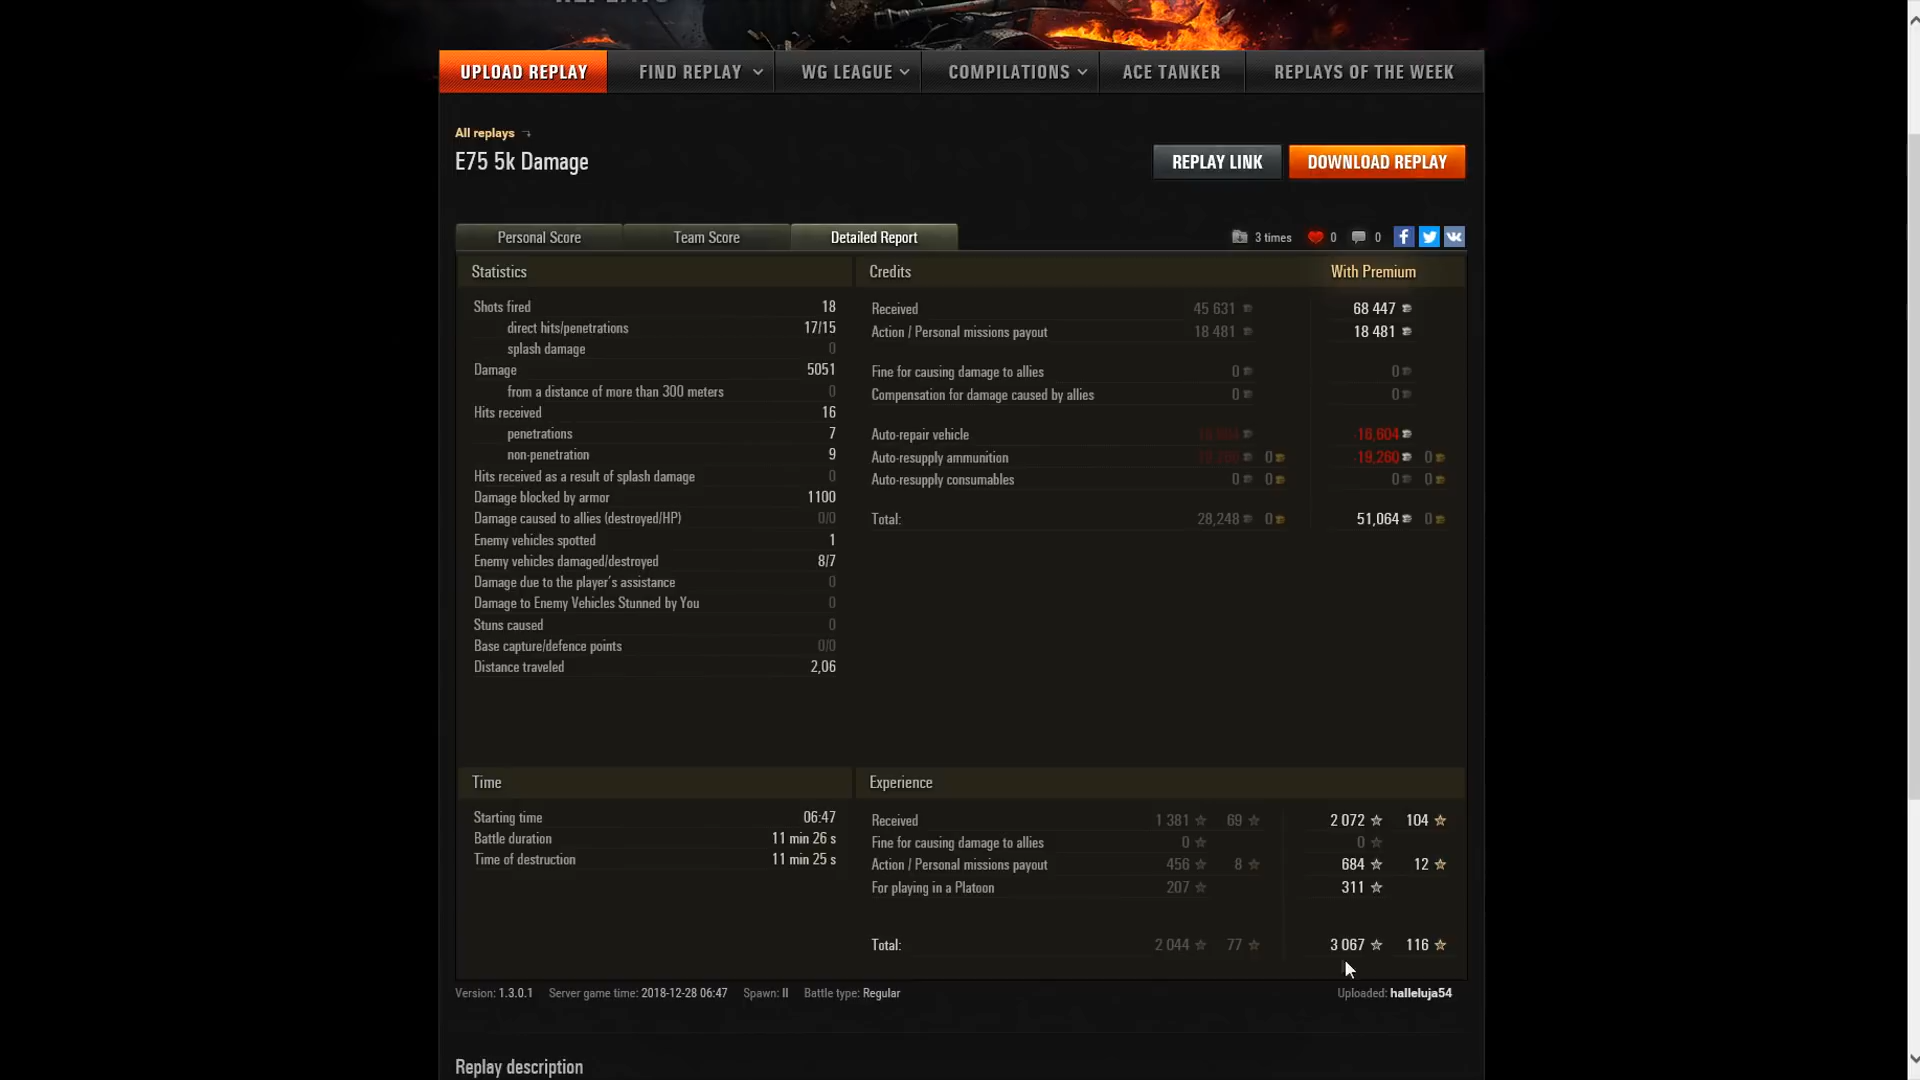 REPLAYS
UPLOAD REPLAY FIND REPLAY WG LEAGUE COMPILATIONS ACE TANKER REPLAYS OF THE WEEK
All replays
E75 5k Damage
REPLAY LINK DOWNLOAD REPLAY
Personal Score Team Score Detailed Report 3 times 0 0
Statistics
Shots fired 18
direct hits/penetrations 17/15
splash damage 0
Damage 5051
from a distance of more than 300 meters 0
Hits received 16
penetrations 7
non-penetration 9
Hits received as a result of splash damage 0
Damage blocked by armor 1100
Damage caused to allies (destroyed/HP) 0/0
Enemy vehicles spotted 1
Enemy vehicles damaged/destroyed 8/7
Damage due to the player's assistance 0
Damage to Enemy Vehicles Stunned by You 0
Stuns caused 0
Base capture/defence points 0/0
Distance traveled 2,06
Credits With Premium
Received 45 631 68 447
Action / Personal missions payout 18 481 18 481
Fine for causing damage to allies 0 0
Compensation for damage caused by allies 0 0
Auto-repair vehicle -16,604
Auto-resupply ammunition 0 -19,260 0
Auto-resupply consumables 0 0 0 0
Total: 28,248 0 51,064 0
Time
Starting time 06:47
Battle duration 11 min 26 s
Time of destruction 11 min 25 s
Experience
Received 1 381 69 2 072 104
Fine for causing damage to allies 0 0
Action / Personal missions payout 456 8 684 12
For playing in a Platoon 207 311
Total: 2 044 77 3 067 116
Version: 1.3.0.1 Server game time: 2018-12-28 06:47 Spawn: II Battle type: Regular Uploaded: halleluja54
Replay description